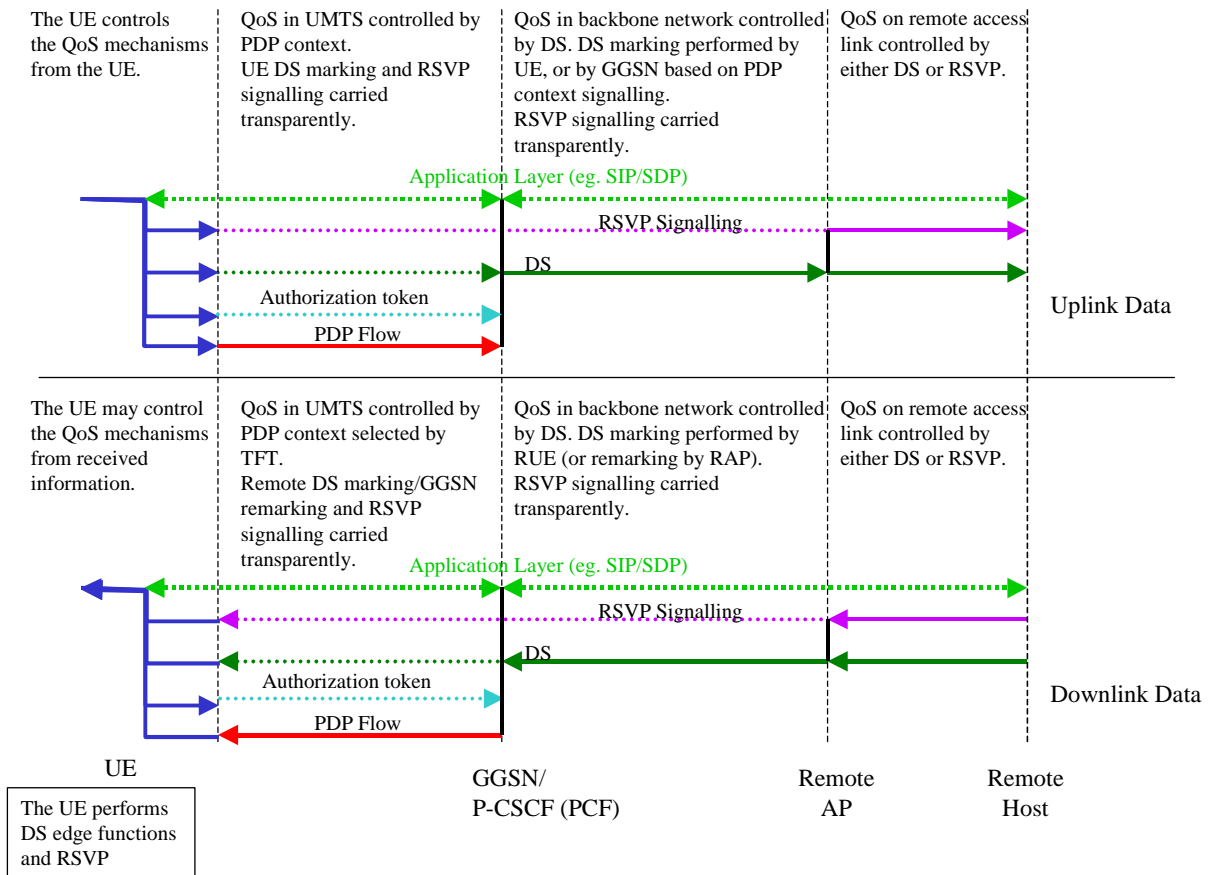 The UE controls
the QoS mechanisms
from the UE.
QoS in UMTS controlled by
PDP context.
UE DS marking and RSVP
signalling carried
transparently.
QoS in backbone network controlled
by DS. DS marking performed by
UE, or by GGSN based on PDP
context signalling.
RSVP signalling carried
transparently.
QoS on remote access
link controlled by
either DS or RSVP.
Application Layer (eg. SIP/SDP)
RSVP Signalling
DS
Authorization token
PDP Flow
Uplink Data
The UE may control
the QoS mechanisms
from received
information.
QoS in UMTS controlled by
PDP context selected by
TFT.
Remote DS marking/GGSN
remarking and RSVP
signalling carried
transparently.
QoS in backbone network controlled
by DS. DS marking performed by
RUE (or remarking by RAP).
RSVP signalling carried
transparently.
QoS on remote access
link controlled by
either DS or RSVP.
Application Layer (eg. SIP/SDP)
RSVP Signalling
DS
Authorization token
PDP Flow
Downlink Data
UE
GGSN/
P-CSCF (PCF)
Remote
AP
Remote
Host
The UE performs
DS edge functions
and RSVP